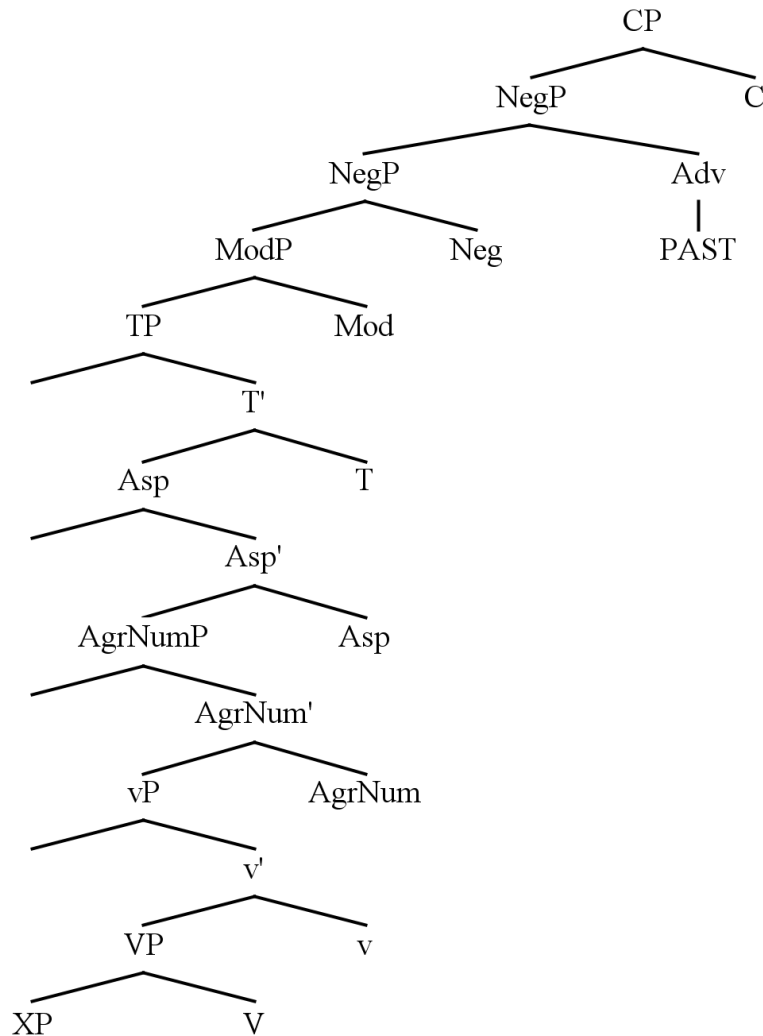 CP
NegP C
NegP Adv
ModP Neg PAST
TP Mod
T'
Asp T
Asp'
AgrNumP Asp
AgrNum'
vP AgrNum
v'
VP v
XP V